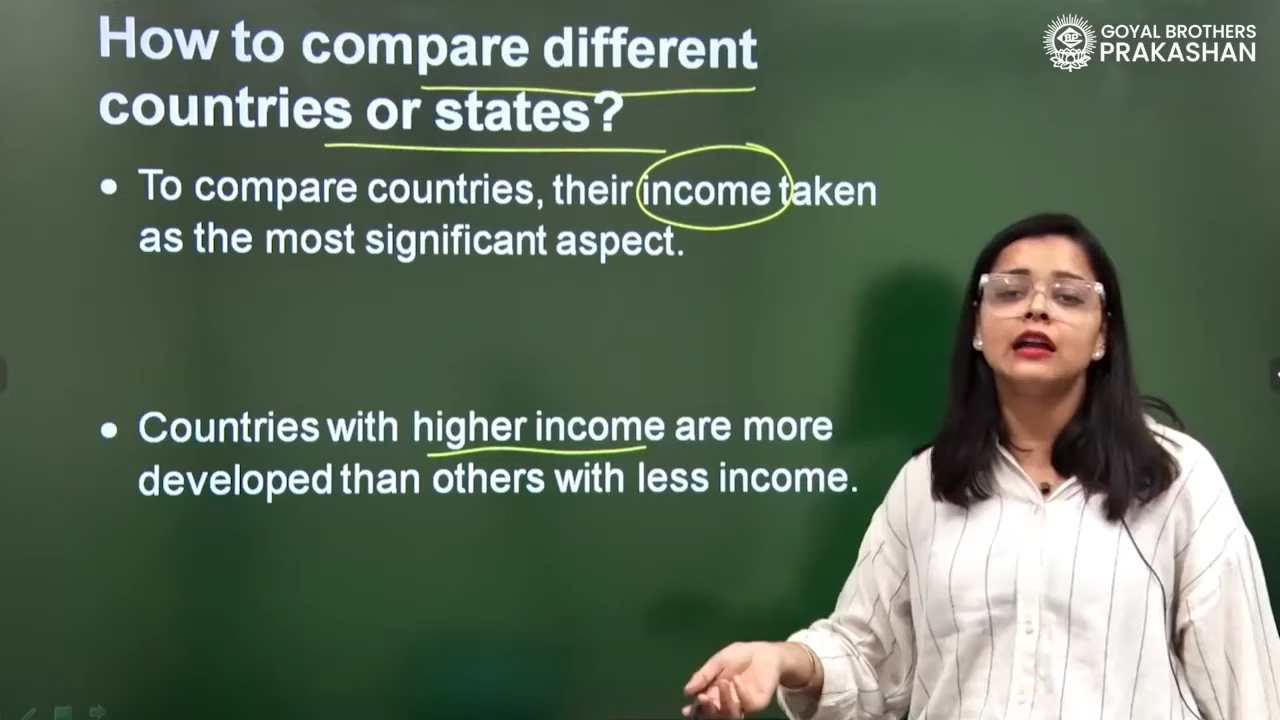 How to compare different
countries or states?
GOYAL BROTHERS
PRAKASHAN
• To compare countries, their income taken
as the most significant aspect.
• Countries with higher income are more
developed than others with less income.